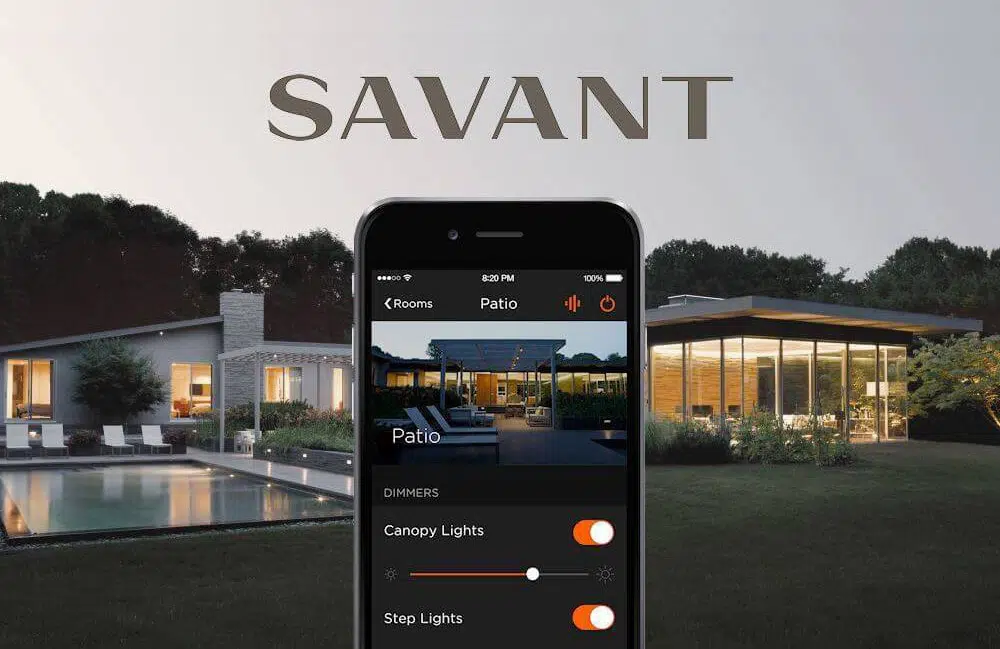 SAVANT
8:20 PM 100%
Rooms Patio
Patio
DIMMERS
Canopy Lights
Step Lights